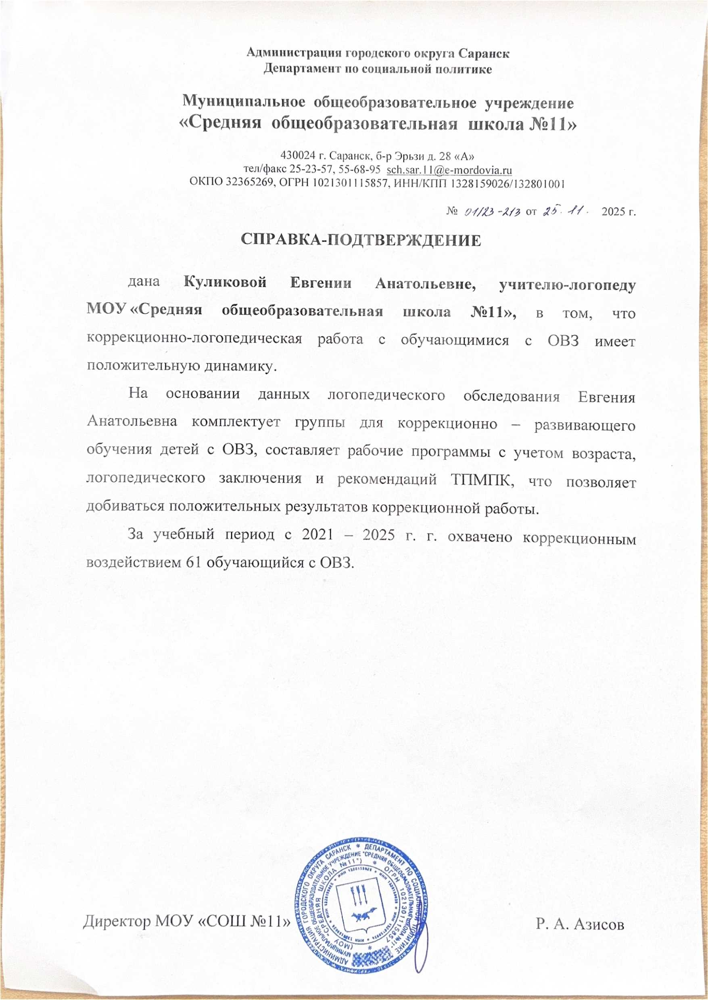 Администрация городского округа Саранск
Департамент по социальной политике
Муниципальное общеобразовательное учреждение
«Средняя общеобразовательная школа №11»
430024 г. Саранск, б-р Эрьзи д. 28 «А»
тел/факс 25-23-57, 55-68-95 sch.sar.11@e-mordovia.ru
ОКПО 32365269, ОГРН 1021301115857, ИНН/КПП 1328159026/132801001
№ 01/23-213 от 25.11. 2025 г.
СПРАВКА-ПОДТВЕРЖДЕНИЕ
дана Куликовой Евгении Анатольевне, учителю-логопеду
МОУ «Средняя общеобразовательная школа №11», в том, что
коррекционно-логопедическая работа с обучающимися с ОВЗ имеет
положительную динамику.
На основании данных логопедического обследования Евгения
Анатольевна комплектует группы для коррекционно – развивающего
обучения детей с ОВЗ, составляет рабочие программы с учетом возраста,
логопедического заключения и рекомендаций ТПМПК, что позволяет
добиваться положительных результатов коррекционной работы.
За учебный период с 2021 – 2025 г. г. охвачено коррекционным
воздействием 61 обучающийся с ОВЗ.
АДМИНИСТРАЦИЯ ГОРОДСКОГО ОКРУГА САРАНСК * ДЕПАРТАМЕНТ ПО СОЦИАЛЬНОЙ ПОЛИТИКЕ
МУНИЦИПАЛЬНОЕ ОБЩЕОБРАЗОВАТЕЛЬНОЕ УЧРЕЖДЕНИЕ "СРЕДНЯЯ ОБЩЕОБРАЗОВАТЕЛЬНАЯ ШКОЛА №11"
(МОУ "СРЕДНЯЯ ШКОЛА №11") * ОГРН 1021301115857 *
Директор МОУ «СОШ №11»
Р. А. Азисов